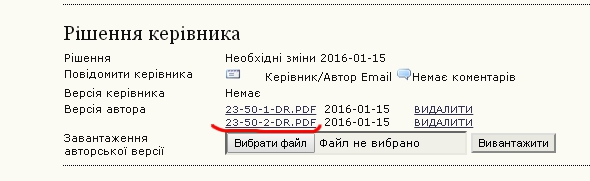 Рішення керівника
Рішення Необхідні зміни 2016-01-15
Повідомити керівника Керівник/Автор Email Немає коментарів
Версія керівника Немає
Версія автора 23-50-1-DR.PDF 2016-01-15 ВИДАЛИТИ
23-50-2-DR.PDF 2016-01-15 ВИДАЛИТИ
Завантаження
авторської версії Вибрати файл Файл не вибрано Вивантажити